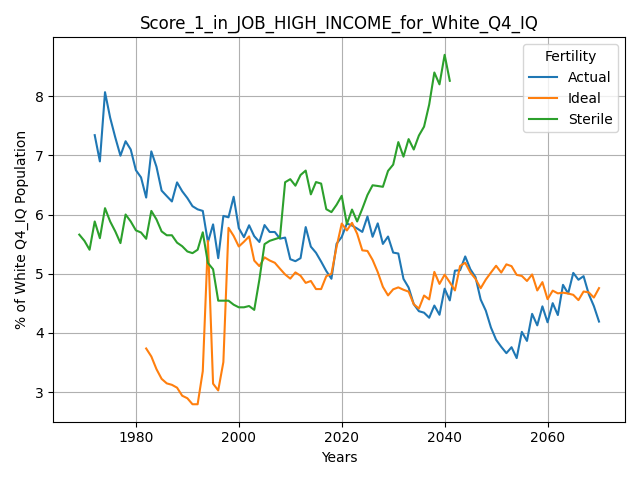 Score_1_in_JOB_HIGH_INCOME_for_White_Q4_IQ
Fertility
Actual
Ideal
Sterile
% of White Q4_IQ Population
8
7
6
5
4
3
1980
2000
2020
2040
2060
Years